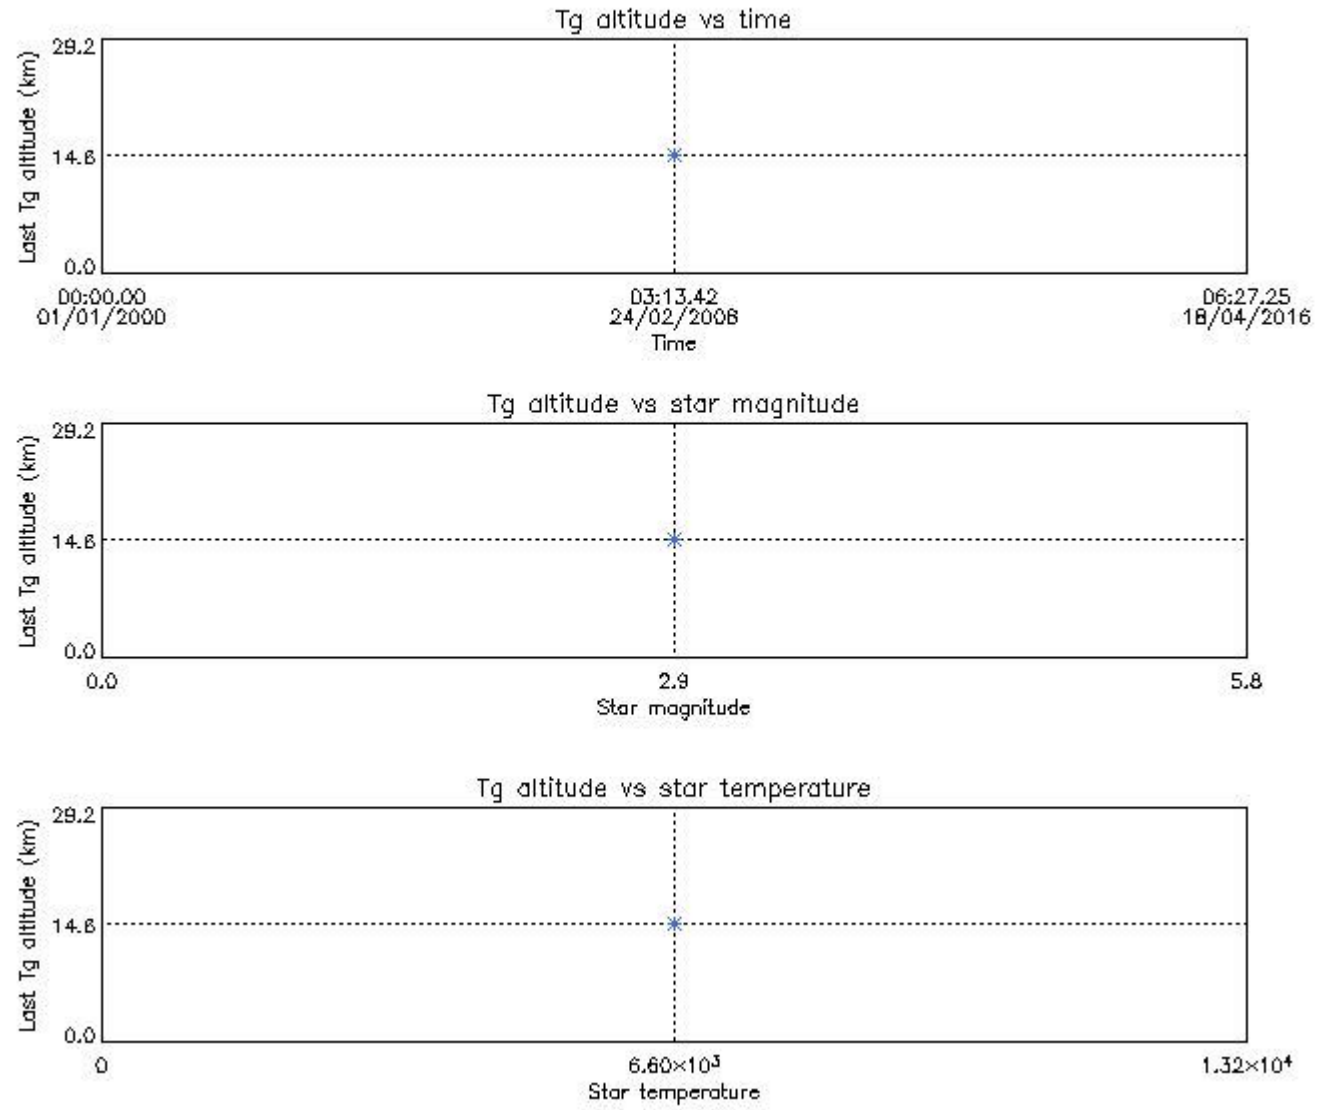 Tg altitude vs time
Last Tg altitude (km)
29.2
14.6
0.0
00:00.00 03:13.42 06:27.25
01/01/2000 24/02/2008 18/04/2016
Time
Tg altitude vs star magnitude
Last Tg altitude (km)
29.2
14.6
0.0
0.0 2.9 5.8
Star magnitude
Tg altitude vs star temperature
Last Tg altitude (km)
29.2
14.6
0.0
0 6.60×10³ 1.32×10⁴
Star temperature